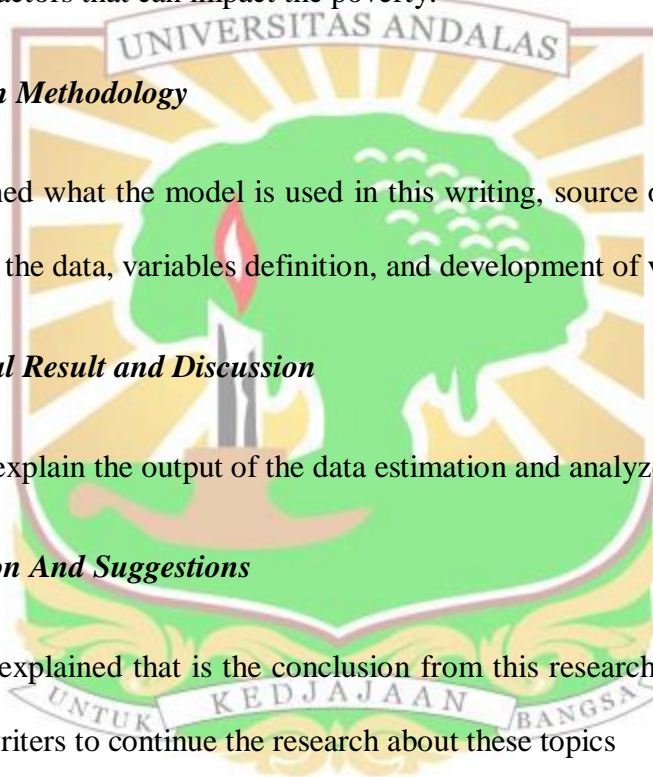 actors that can impact the poverty.
UNIVERSITAS ANDALAS
n Methodology
ned what the model is used in this writing, source o
the data, variables definition, and development of v
al Result and Discussion
explain the output of the data estimation and analyz
on And Suggestions
explained that is the conclusion from this research
UNTUK KEDJAJAAN BANGSA
riters to continue the research about these topics